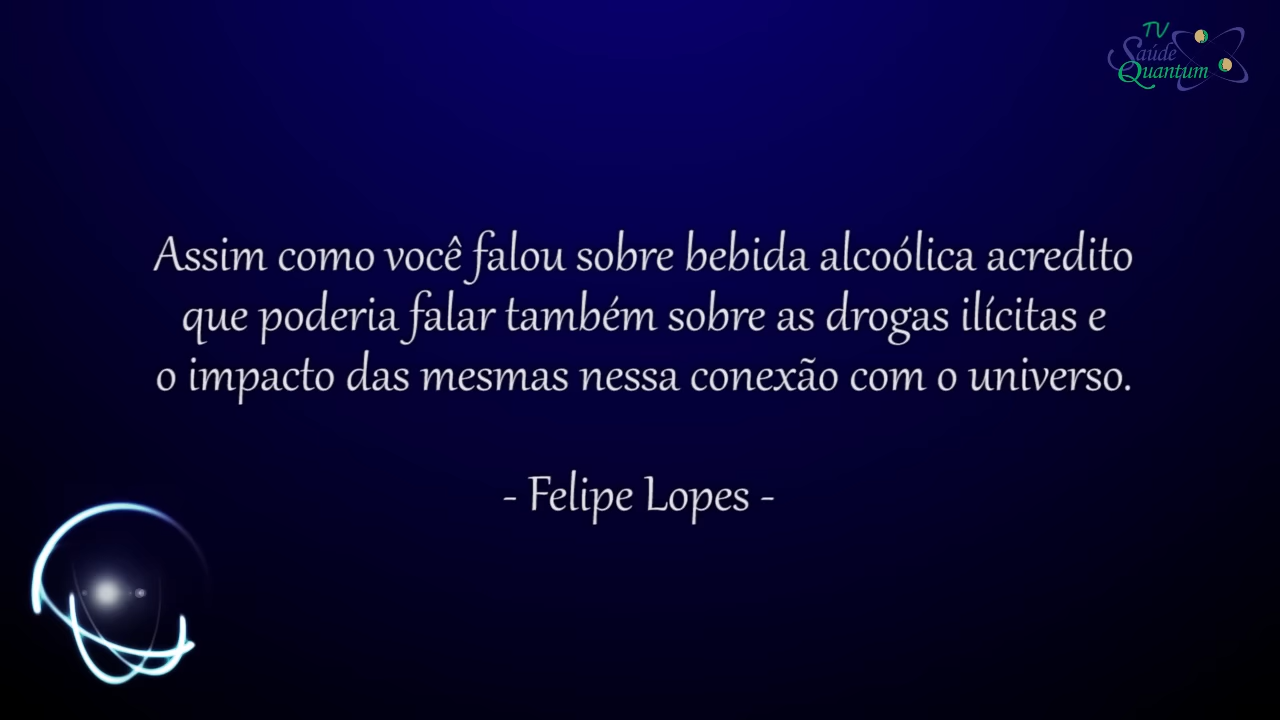 TV
Saúde
Quantum
Assim como você falou sobre bebida alcoólica acredito
que poderia falar também sobre as drogas ilícitas e
o impacto das mesmas nessa conexão com o universo.
- Felipe Lopes -